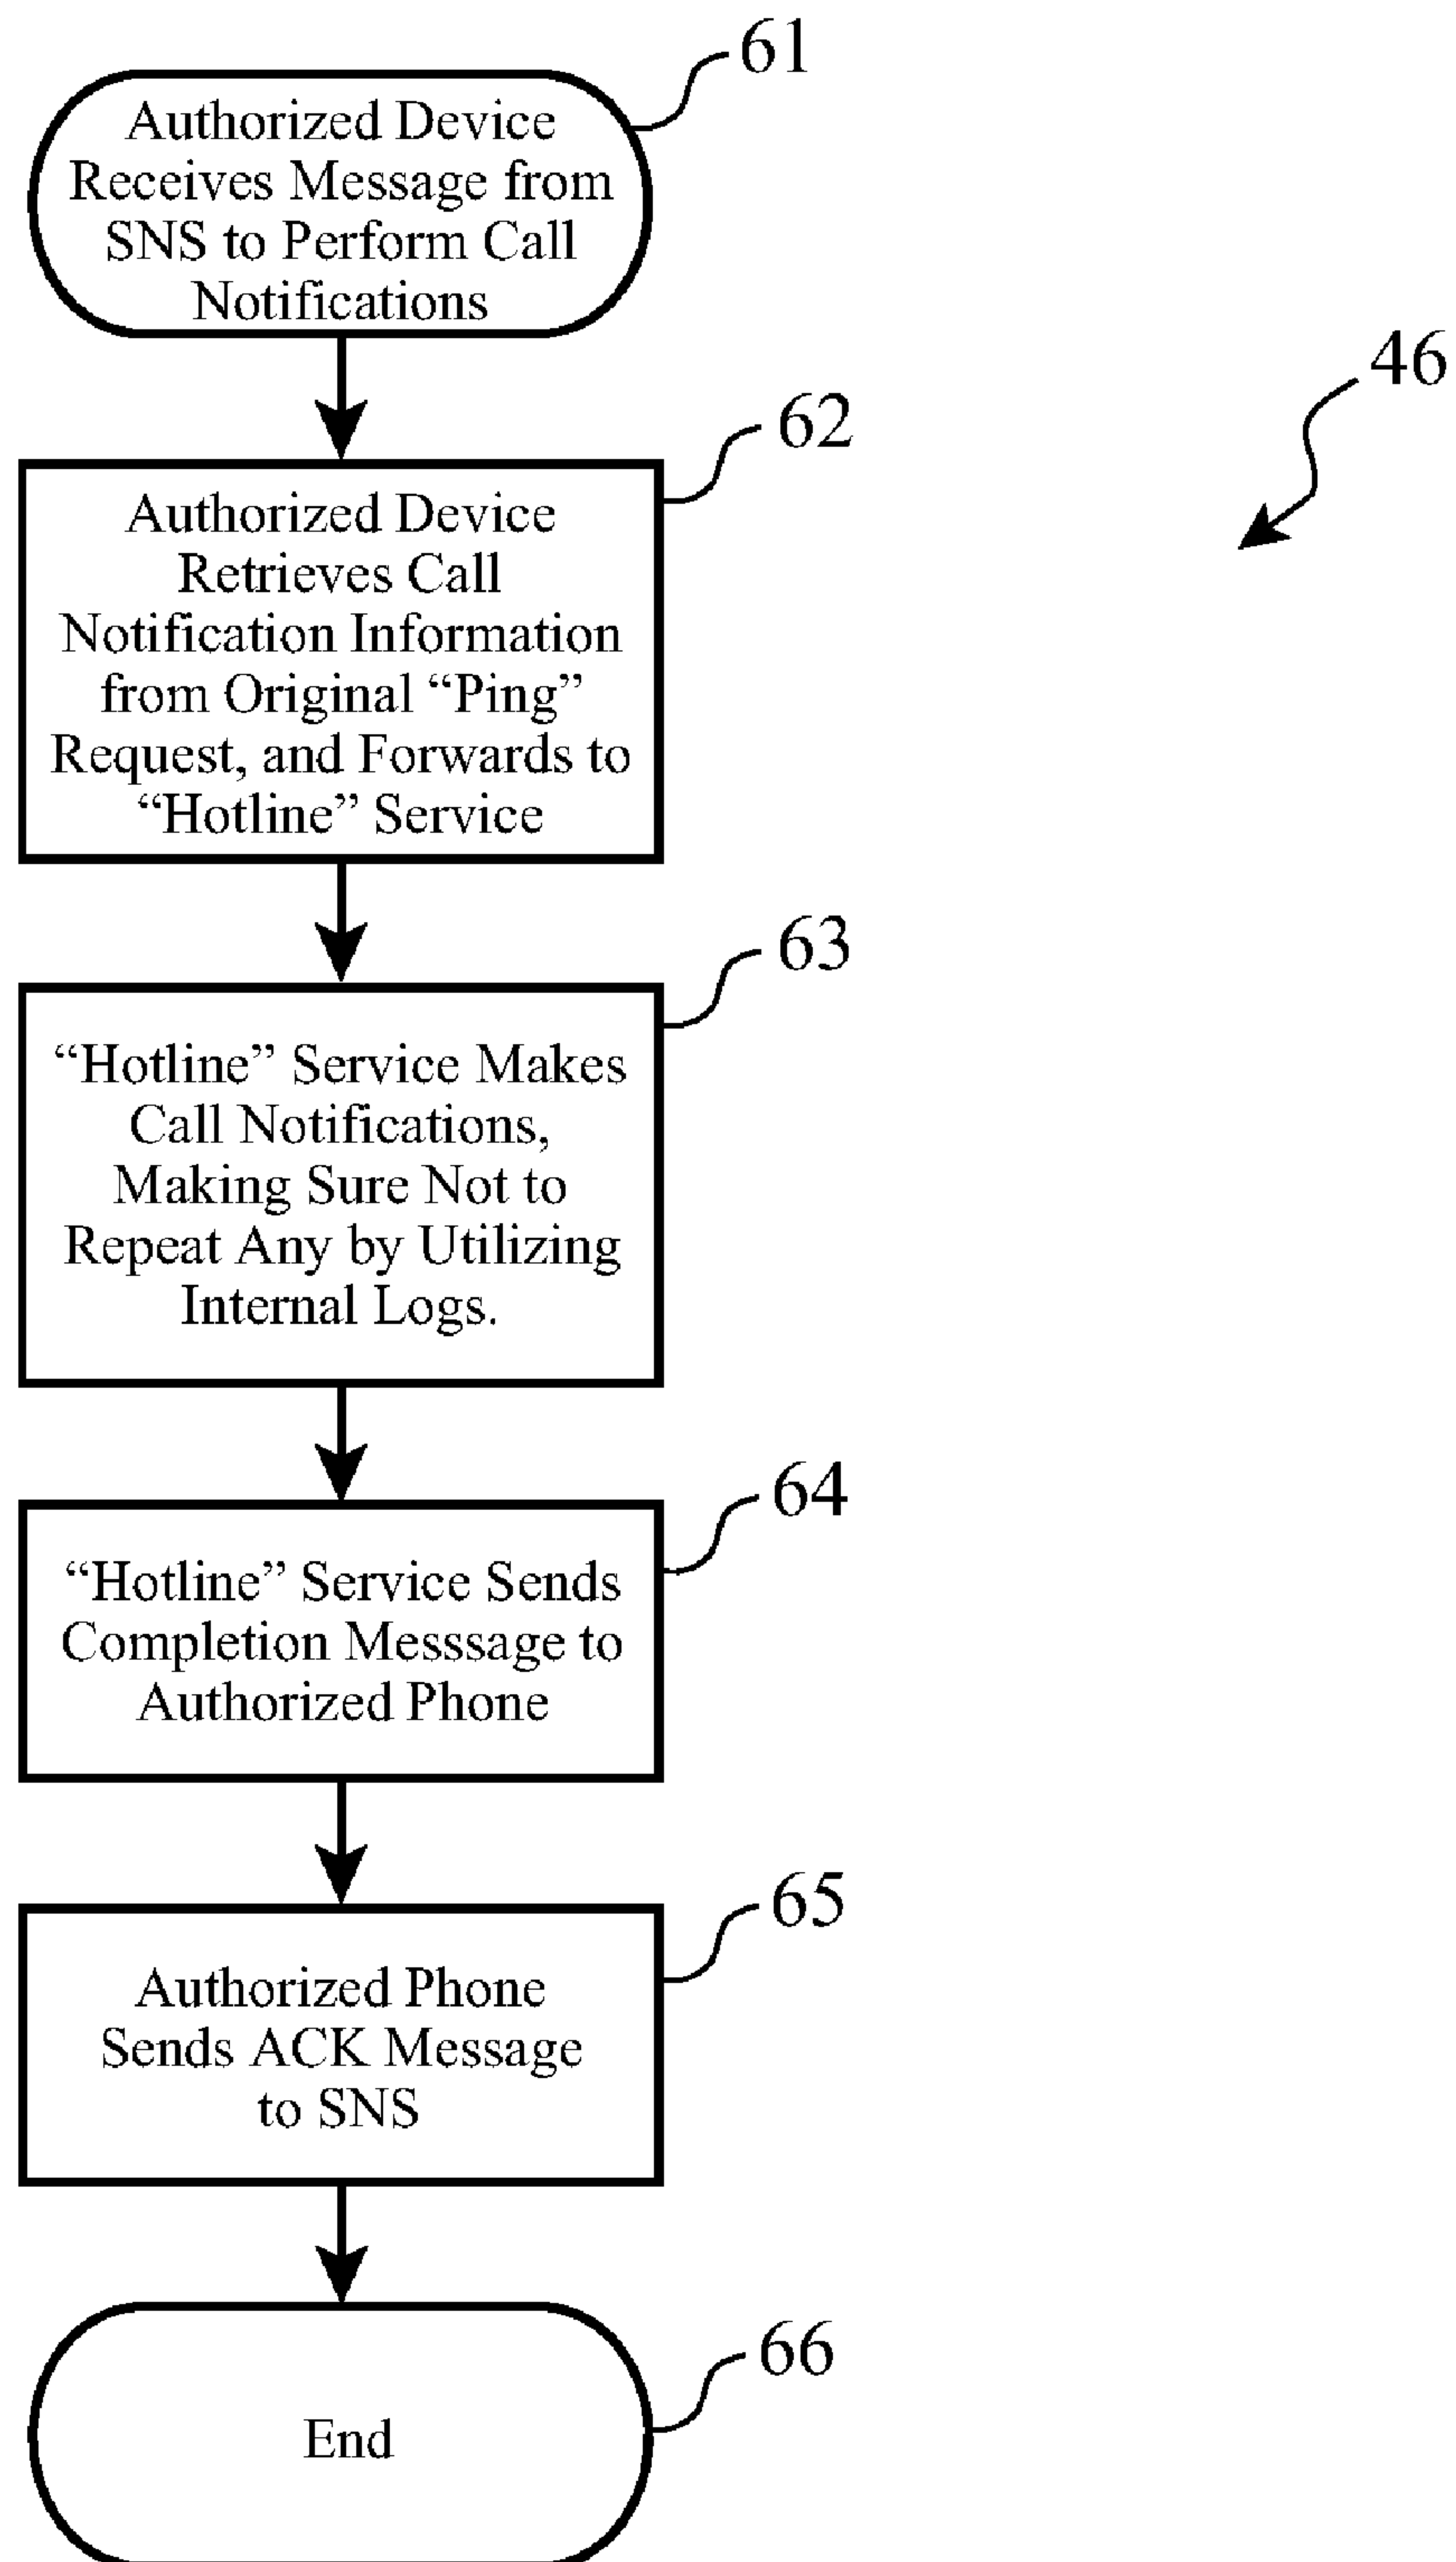 61
Authorized Device
Receives Message from
SNS to Perform Call
Notifications
46
62
Authorized Device
Retrieves Call
Notification Information
from Original “Ping”
Request, and Forwards to
“Hotline” Service
63
“Hotline” Service Makes
Call Notifications,
Making Sure Not to
Repeat Any by Utilizing
Internal Logs.
64
“Hotline” Service Sends
Completion Messsage to
Authorized Phone
65
Authorized Phone
Sends ACK Message
to SNS
66
End